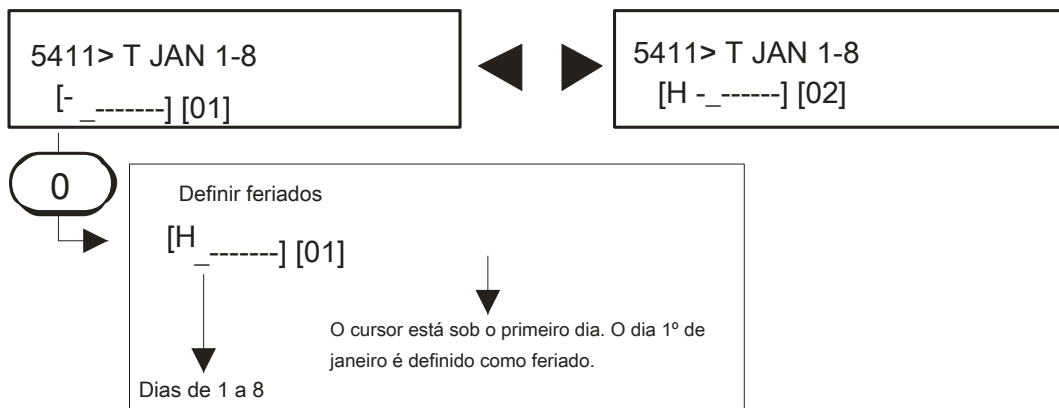 5411> T JAN 1-8
[- _-------] [01]
5411> T JAN 1-8
[H -_------] [02]
0
Definir feriados
[H_-------] [01]
O cursor está sob o primeiro dia. O dia 1º de
janeiro é definido como feriado.
Dias de 1 a 8